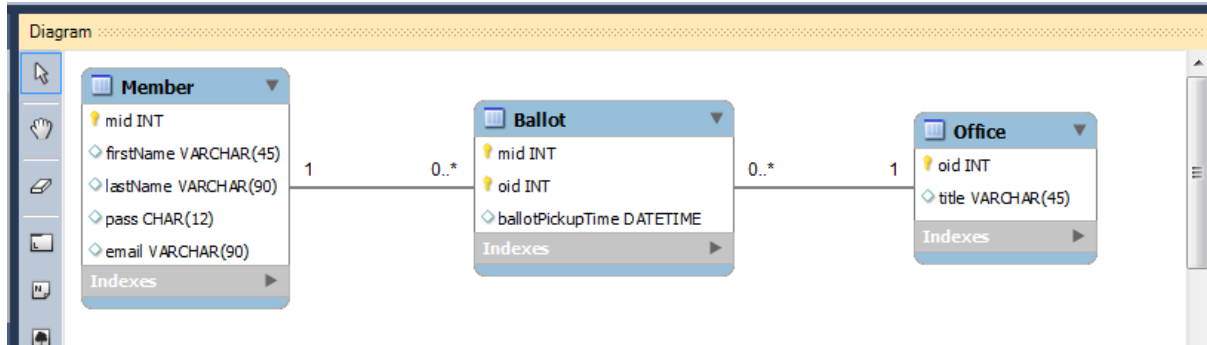 Diagram
Member
mid INT
firstName VARCHAR(45)
lastName VARCHAR(90)
pass CHAR(12)
email VARCHAR(90)
Indexes
1
0..*
Ballot
mid INT
oid INT
ballotPickupTime DATETIME
Indexes
0..*
1
Office
oid INT
title VARCHAR(45)
Indexes